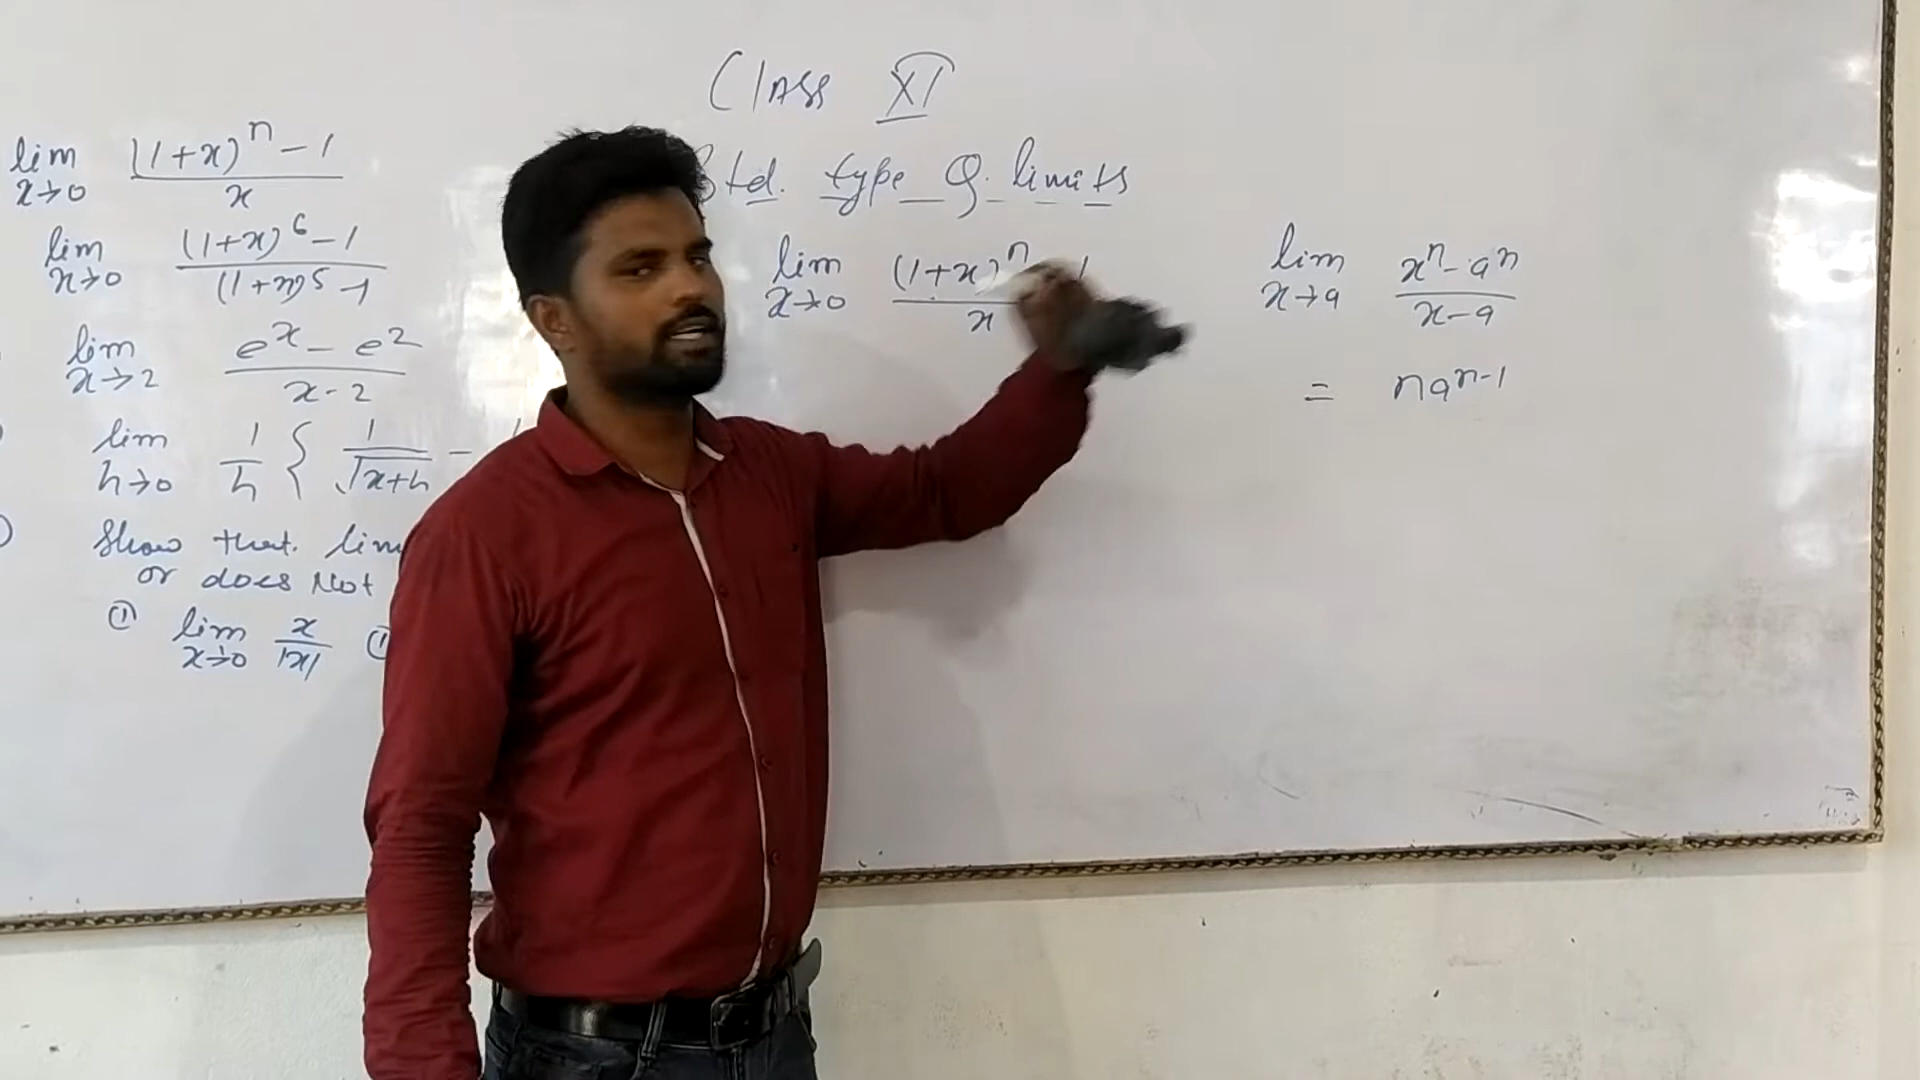 Class XI
Std. type Q. limits
lim x→0 ((1+x)^n - 1)/x
lim x→0 ((1+x)^6 - 1)/((1+x)^5 - 1)
lim x→2 (e^x - e^2)/(x-2)
lim h→0 1/h { 1/√(x+h) -
Show that lim
or does Not
① lim x→0 x/|x|
lim x→0 ((1+x)^n - 1)/x
lim x→a (x^n - a^n)/(x-a)
= na^(n-1)